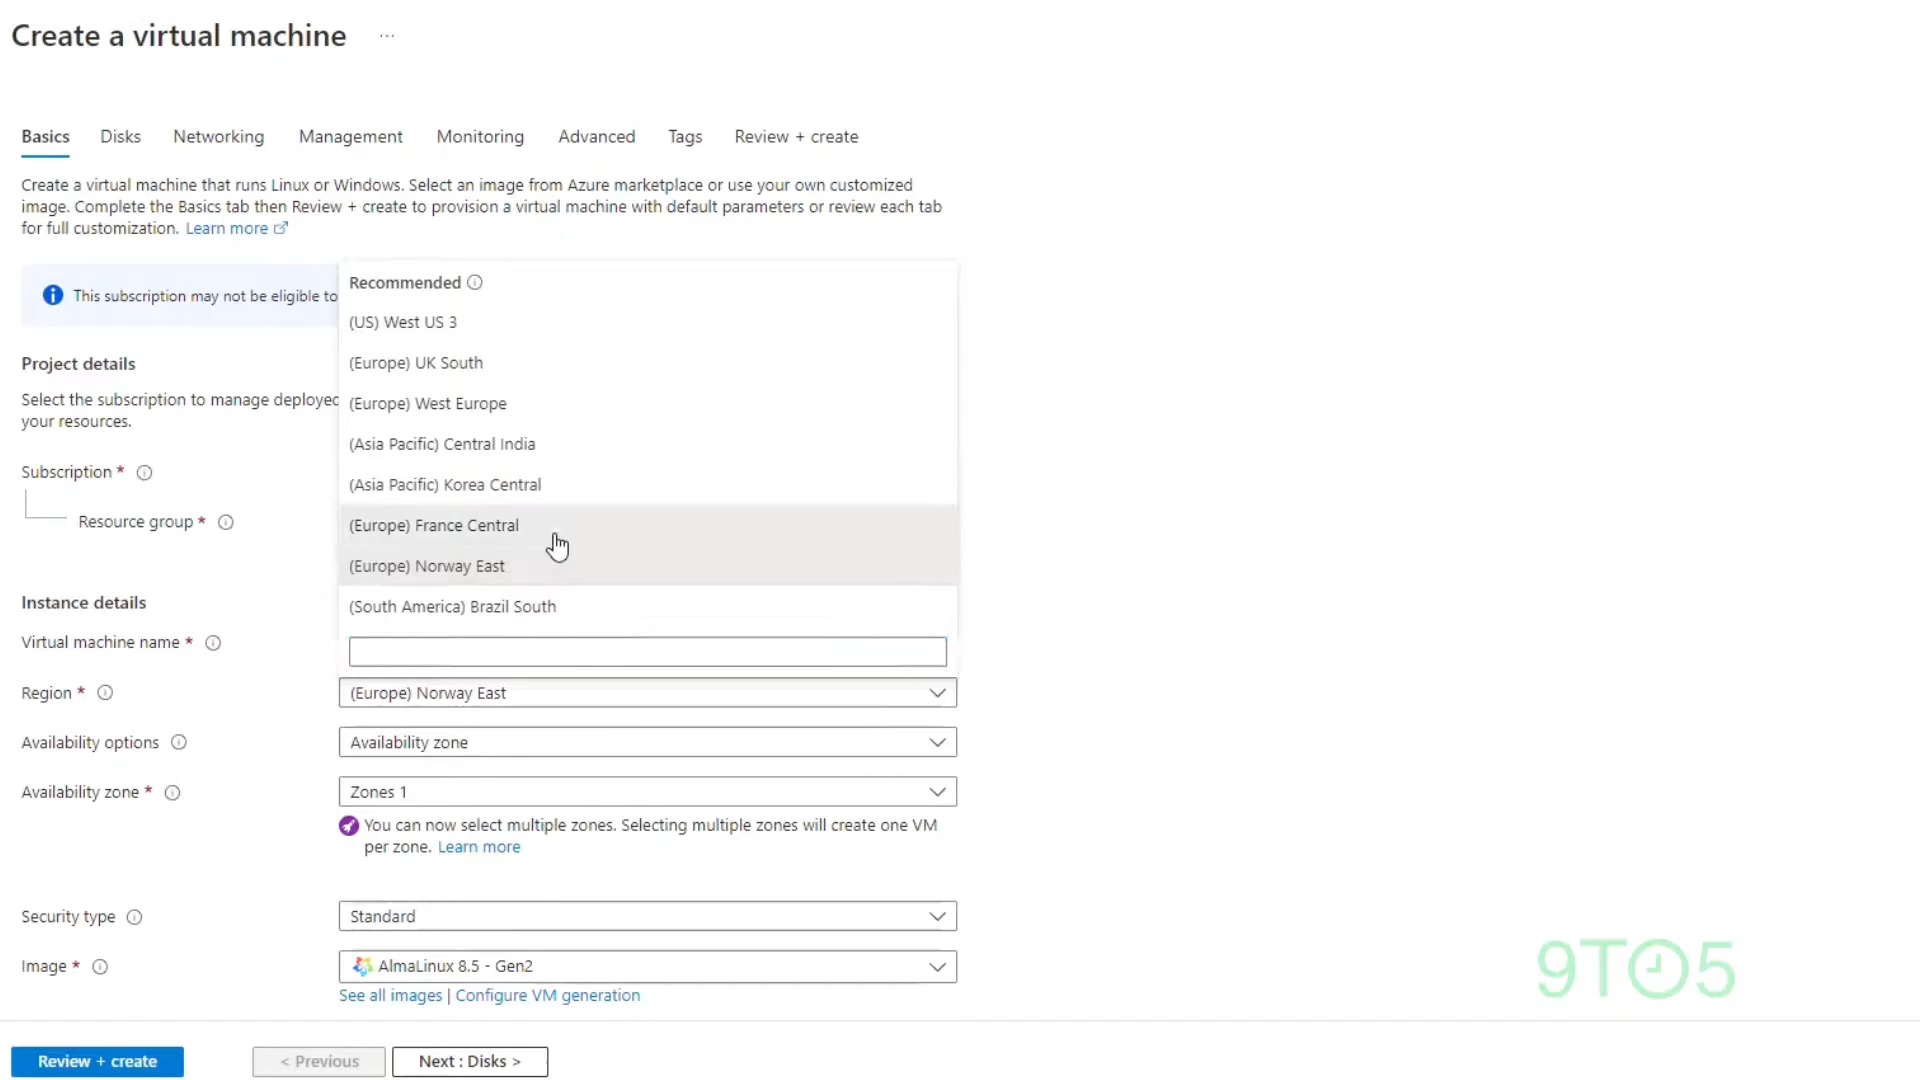 Create a virtual machine ...
Basics Disks Networking Management Monitoring Advanced Tags Review + create
Create a virtual machine that runs Linux or Windows. Select an image from Azure marketplace or use your own customized
image. Complete the Basics tab then Review + create to provision a virtual machine with default parameters or review each tab
for full customization. Learn more
This subscription may not be eligible to
Recommended
(US) West US 3
(Europe) UK South
(Europe) West Europe
(Asia Pacific) Central India
(Asia Pacific) Korea Central
(Europe) France Central
(Europe) Norway East
(South America) Brazil South
Project details
Select the subscription to manage deployed
your resources.
Subscription *
Resource group *
Instance details
Virtual machine name *
Region * (Europe) Norway East
Availability options Availability zone
Availability zone * Zones 1
You can now select multiple zones. Selecting multiple zones will create one VM
per zone. Learn more
Security type Standard
Image * AlmaLinux 8.5 - Gen2
See all images | Configure VM generation
9TO5
Review + create < Previous Next : Disks >